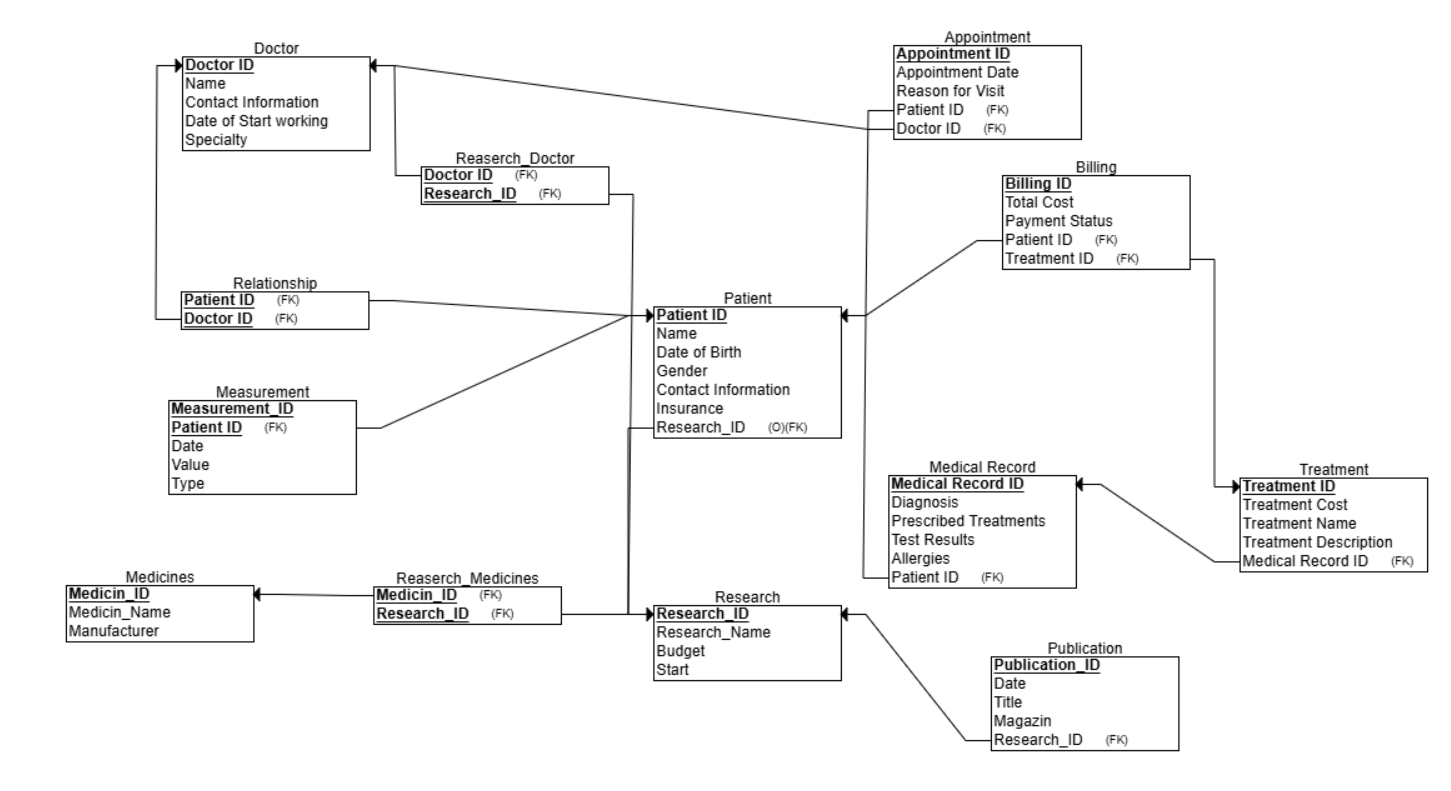 Doctor
Doctor ID
Name
Contact Information
Date of Start working
Specialty
Appointment
Appointment ID
Appointment Date
Reason for Visit
Patient ID (FK)
Doctor ID (FK)
Reaserch_Doctor
Doctor ID (FK)
Research_ID (FK)
Billing
Billing ID
Total Cost
Payment Status
Patient ID (FK)
Treatment ID (FK)
Relationship
Patient ID (FK)
Doctor ID (FK)
Patient
Patient ID
Name
Date of Birth
Gender
Contact Information
Insurance
Research_ID (O)(FK)
Measurement
Measurement_ID
Patient ID (FK)
Date
Value
Type
Medical Record
Medical Record ID
Diagnosis
Prescribed Treatments
Test Results
Allergies
Patient ID (FK)
Treatment
Treatment ID
Treatment Cost
Treatment Name
Treatment Description
Medical Record ID (FK)
Medicines
Medicin_ID
Medicin_Name
Manufacturer
Reaserch_Medicines
Medicin_ID (FK)
Research_ID (FK)
Research
Research_ID
Research_Name
Budget
Start
Publication
Publication_ID
Date
Title
Magazin
Research_ID (FK)